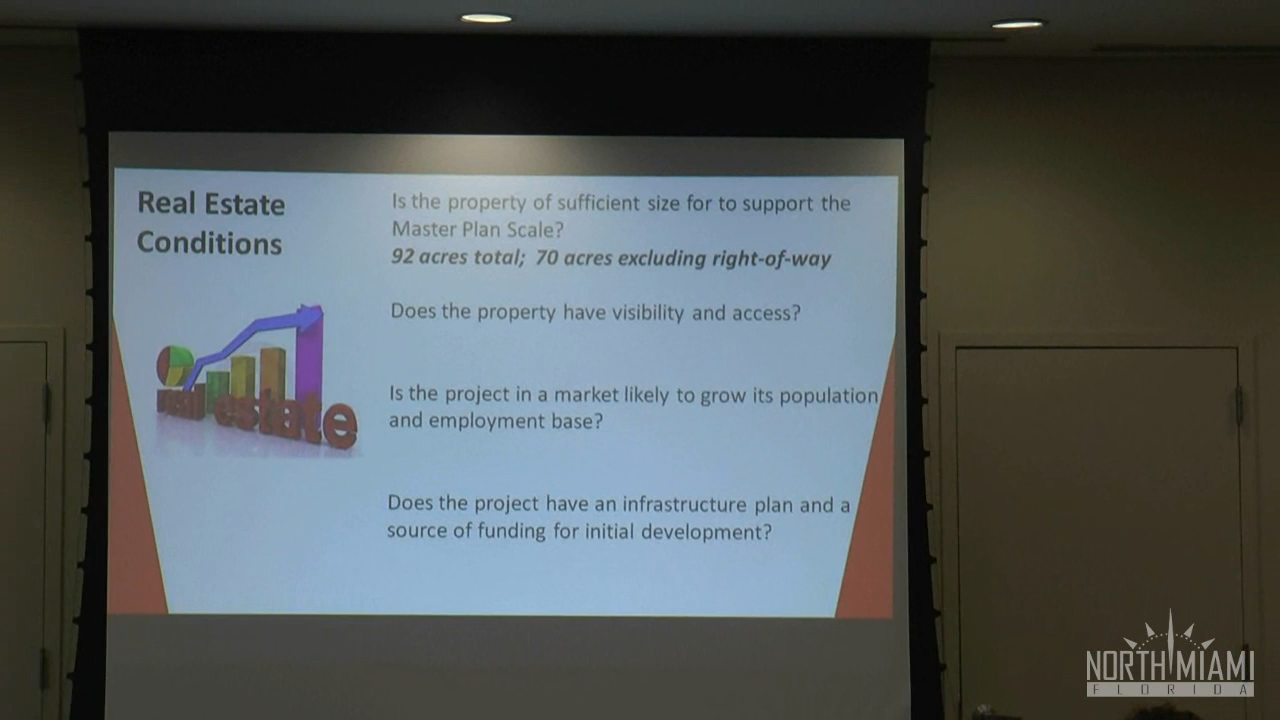 Real Estate
Conditions
Is the property of sufficient size for to support the
Master Plan Scale?
92 acres total; 70 acres excluding right-of-way
Does the property have visibility and access?
Is the project in a market likely to grow its population
and employment base?
Does the project have an infrastructure plan and a
source of funding for initial development?
real estate
NORTH MIAMI
FLORIDA